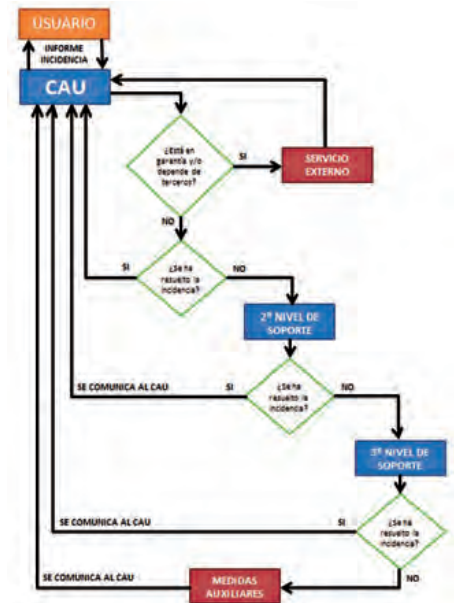 USUARIO
INFORME
INCIDENCIA
CAU
¿Está en
garantía y/o
depende de
terceros?
SI
SERVICIO
EXTERNO
NO
¿Se ha
resuelto la
incidencia?
SI
NO
2º NIVEL DE
SOPORTE
¿Se ha
resuelto la
incidencia?
SE COMUNICA AL CAU
SI
NO
3º NIVEL DE
SOPORTE
¿Se ha
resuelto la
incidencia?
SE COMUNICA AL CAU
SI
NO
SE COMUNICA AL CAU
MEDIDAS
AUXILIARES